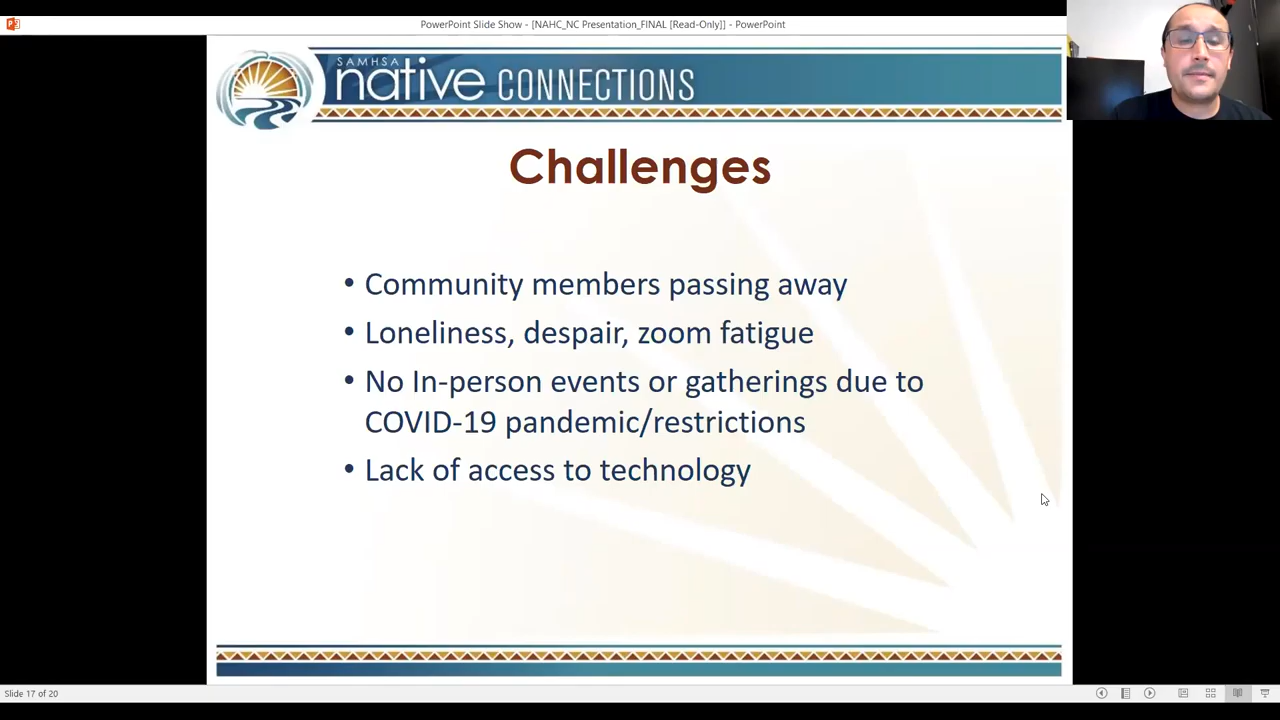 PowerPoint Slide Show - [NAHC_NC Presentation_FINAL [Read-Only]] - PowerPoint
SAMHSA
native CONNECTIONS
Challenges
• Community members passing away
• Loneliness, despair, zoom fatigue
• No In-person events or gatherings due to
COVID-19 pandemic/restrictions
• Lack of access to technology
Slide 17 of 20